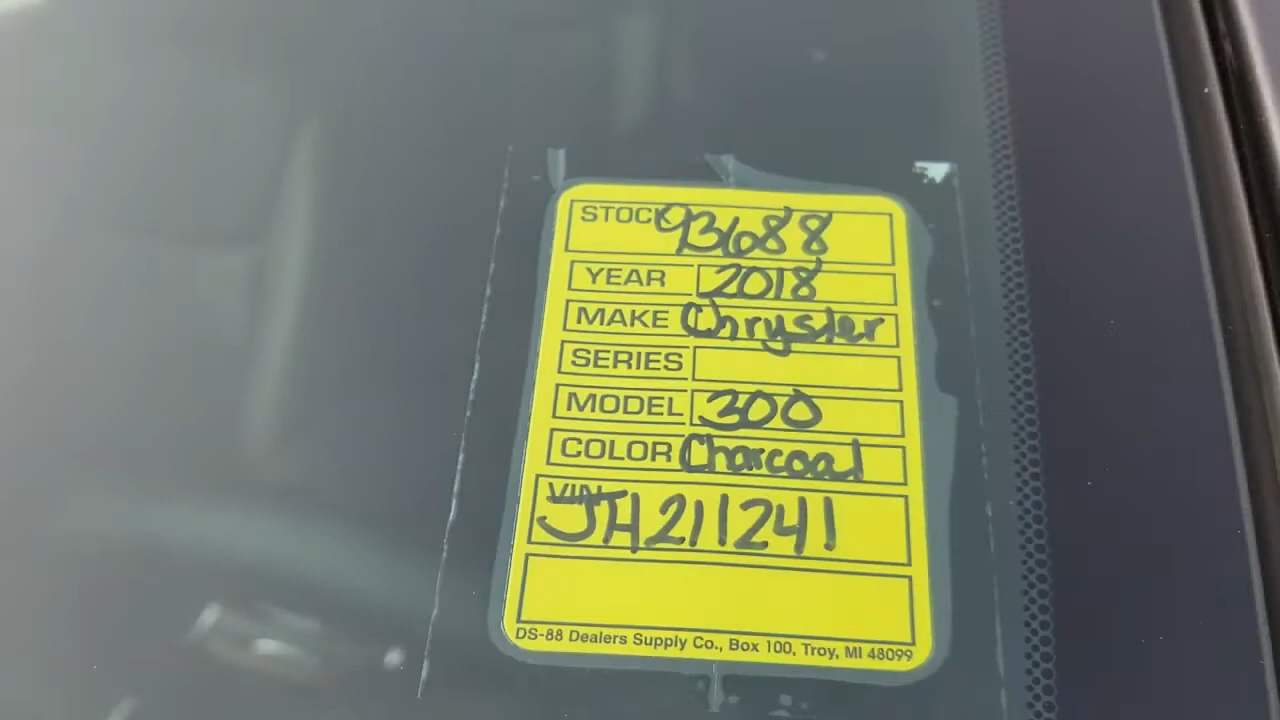 STOCK 93688
YEAR 2018
MAKE Chrysler
SERIES
MODEL 300
COLOR Charcoal
VIN
JH211241
DS-88 Dealers Supply Co., Box 100, Troy, MI 48099